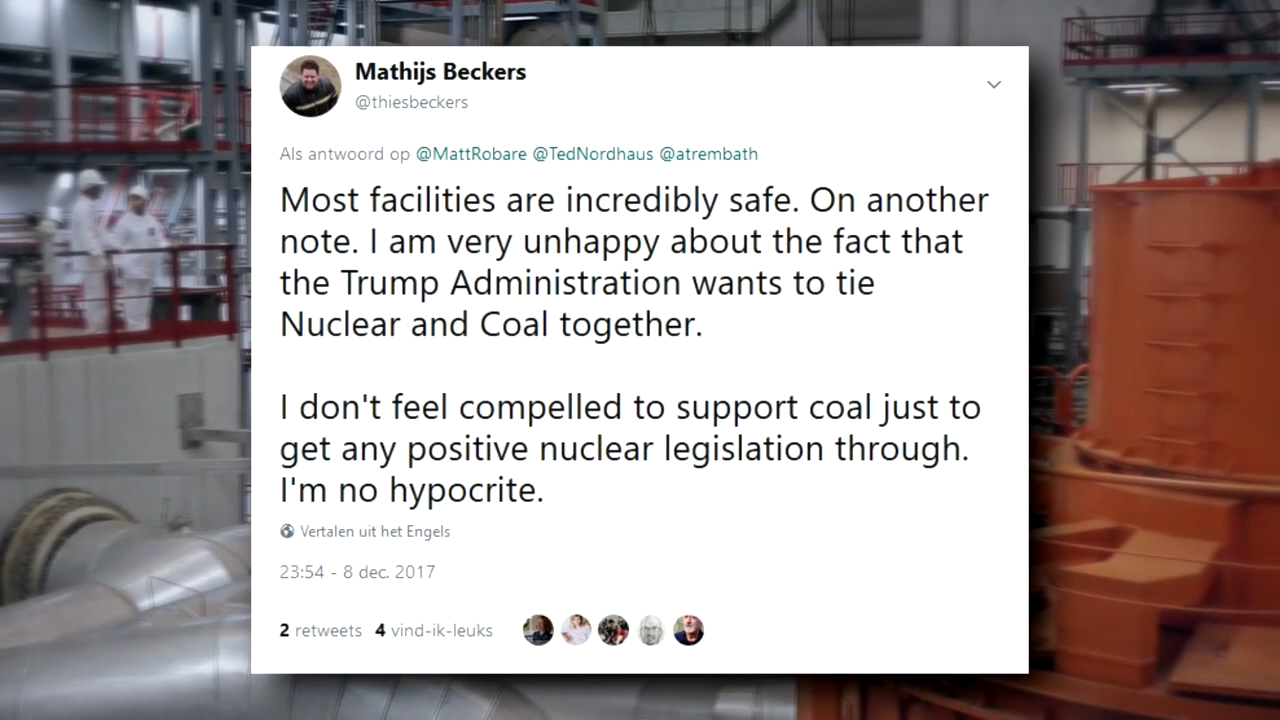 Mathijs Beckers
@thiesbeckers
Als antwoord op @MattRobare @TedNordhaus @atrembath
Most facilities are incredibly safe. On another
note. I am very unhappy about the fact that
the Trump Administration wants to tie
Nuclear and Coal together.
I don't feel compelled to support coal just to
get any positive nuclear legislation through.
I'm no hypocrite.
Vertalen uit het Engels
23:54 - 8 dec. 2017
2 retweets 4 vind-ik-leuks